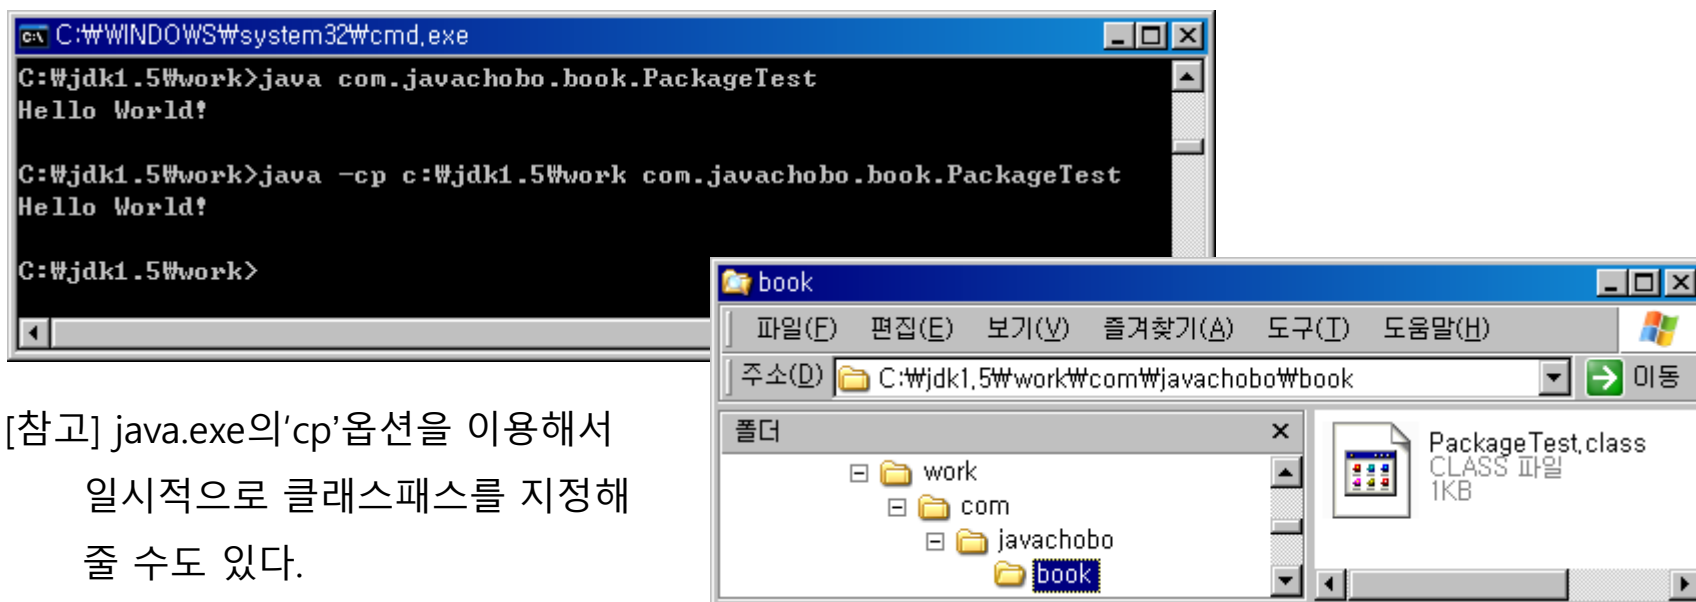 C:₩WINDOWS₩system32₩cmd.exe
C:₩jdk1.5₩work>java com.javachobo.book.PackageTest
Hello World!
C:₩jdk1.5₩work>java -cp c:₩jdk1.5₩work com.javachobo.book.PackageTest
Hello World!
C:₩jdk1.5₩work>
book
파일(F) 편집(E) 보기(V) 즐겨찾기(A) 도구(T) 도움말(H)
주소(D) C:₩jdk1.5₩work₩com₩javachobo₩book 이동
폴더
work
com
javachobo
book
PackageTest.class
CLASS 파일
1KB
[참고] java.exe의‘cp’옵션을 이용해서
일시적으로 클래스패스를 지정해
줄 수도 있다.